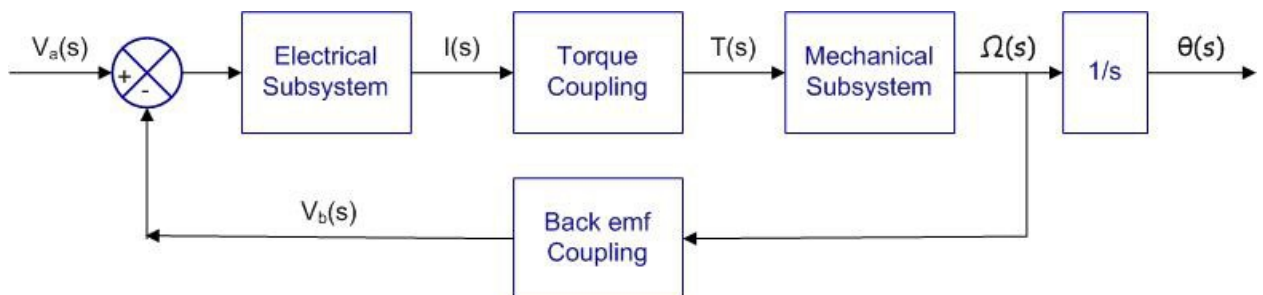 Vₐ(s)
+
-
Electrical
Subsystem
I(s)
Torque
Coupling
T(s)
Mechanical
Subsystem
Ω(s)
1/s
θ(s)
V_b(s)
Back emf
Coupling